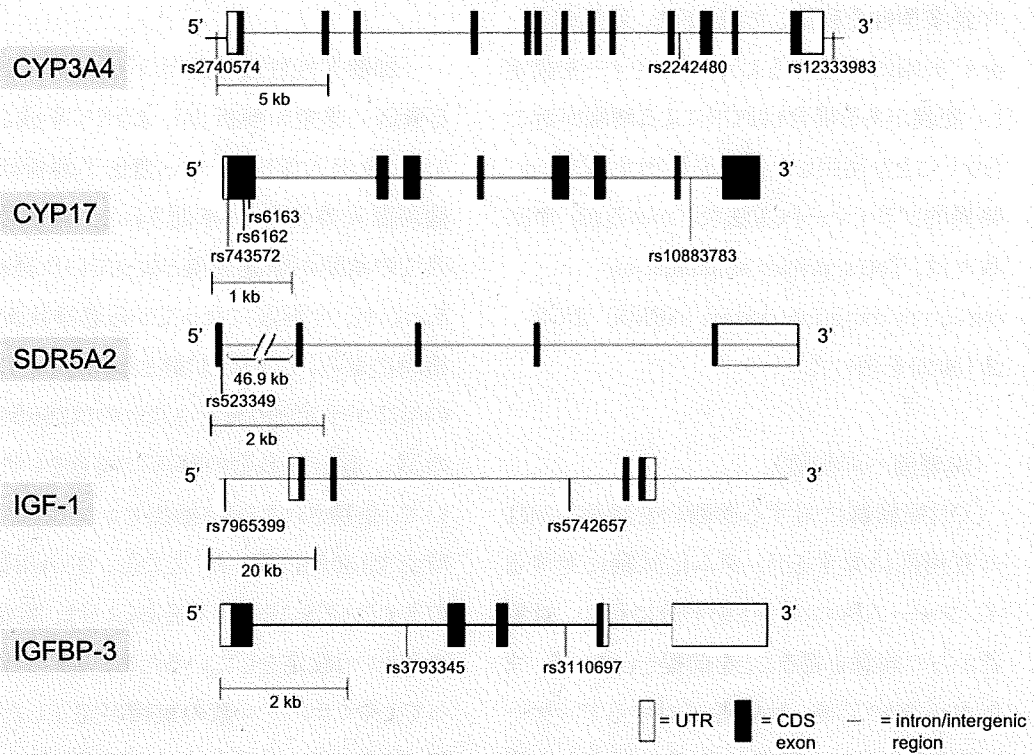 5' 3'
CYP3A4
rs2740574 rs2242480 rs12333983
5 kb
5' 3'
CYP17
rs6163
rs6162
rs743572 rs10883783
1 kb
5' 3'
SDR5A2
46.9 kb
rs523349
2 kb
5' 3'
IGF-1
rs7965399 rs5742657
20 kb
5' 3'
IGFBP-3
rs3793345 rs3110697
2 kb
= UTR = CDS exon = intron/intergenic region